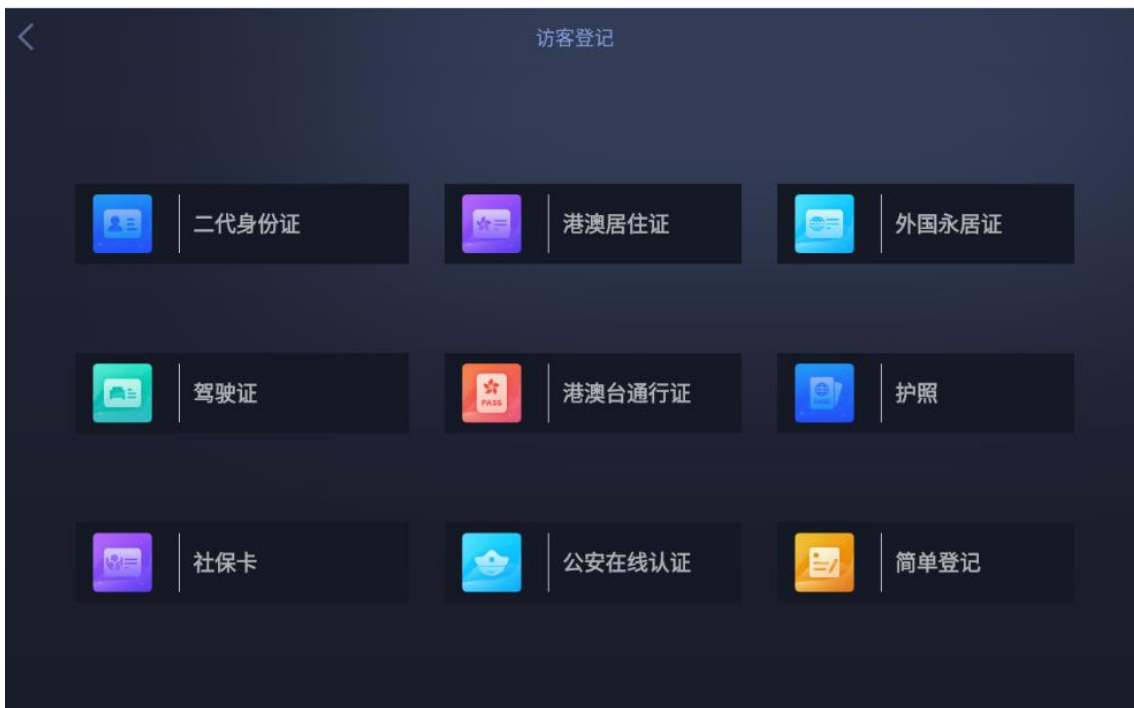 访客登记
二代身份证
港澳居住证
外国永居证
驾驶证
港澳台通行证
PASS
护照
社保卡
公安在线认证
简单登记